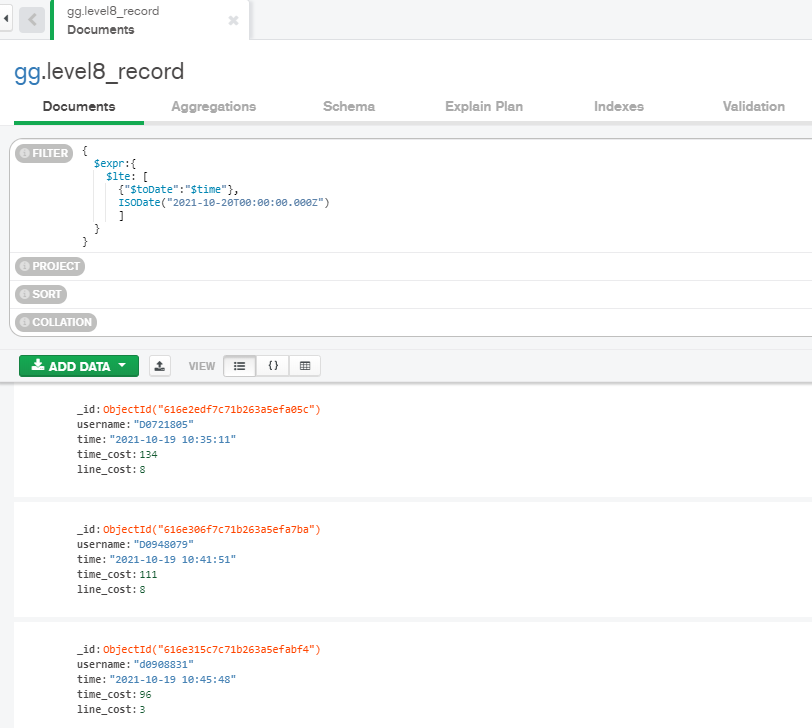 gg.level8_record
Documents
gg.level8_record
Documents Aggregations Schema Explain Plan Indexes Validation
FILTER {
$expr:{
$lte: [
{"$toDate":"$time"},
ISODate("2021-10-20T00:00:00.000Z")
]
}
}
PROJECT
SORT
COLLATION
ADD DATA VIEW {}
_id:ObjectId("616e2edf7c71b263a5efa05c")
username:"D0721805"
time:"2021-10-19 10:35:11"
time_cost:134
line_cost:8
_id:ObjectId("616e306f7c71b263a5efa7ba")
username:"D0948079"
time:"2021-10-19 10:41:51"
time_cost:111
line_cost:8
_id:ObjectId("616e315c7c71b263a5efabf4")
username:"d0908831"
time:"2021-10-19 10:45:48"
time_cost:96
line_cost:3